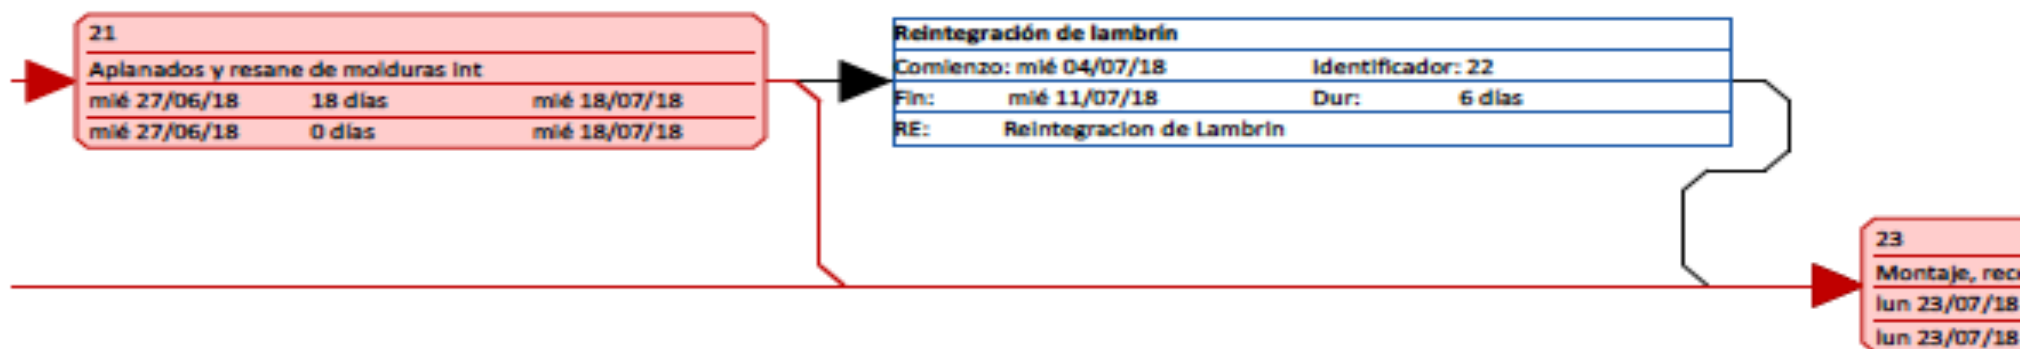 21
Aplanados y resane de molduras int
mié 27/06/18 18 días mié 18/07/18
mié 27/06/18 0 días mié 18/07/18
Reintegración de lambrin
Comienzo: mié 04/07/18 Identificador: 22
Fin: mié 11/07/18 Dur: 6 días
RE: Reintegracion de Lambrin
23
Montaje,
lun 23/07/18
lun 23/07/18